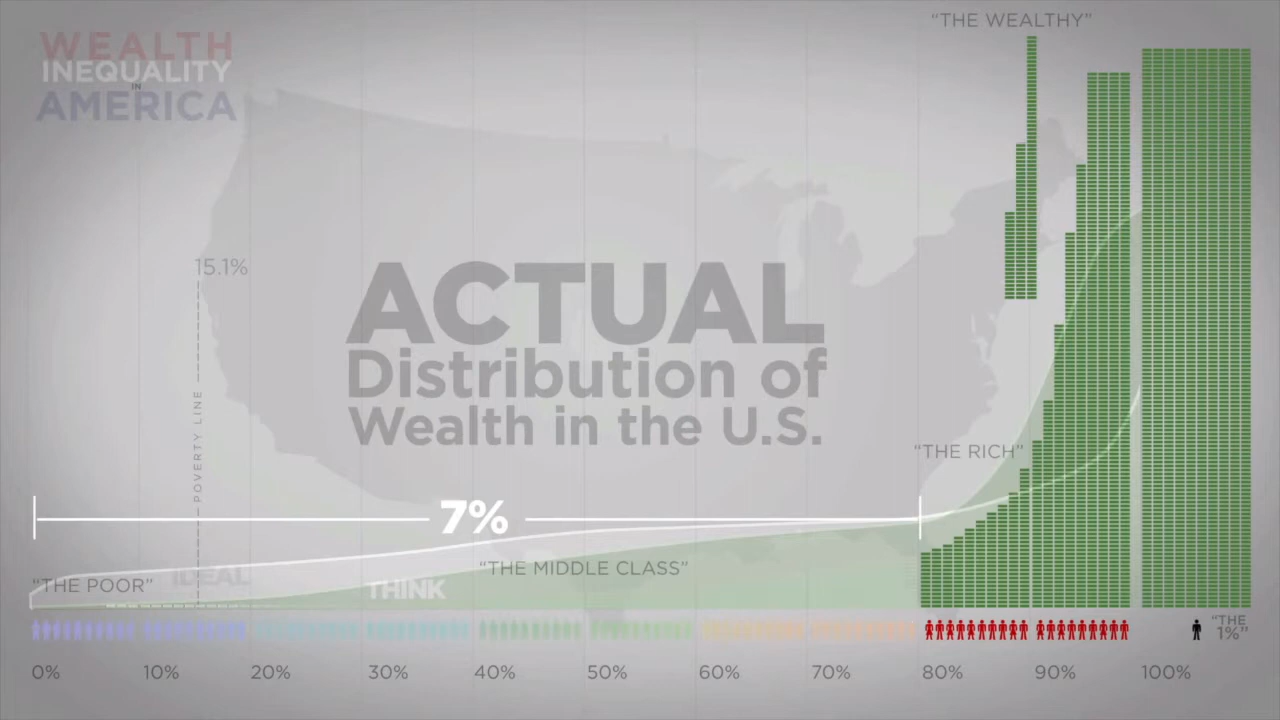 "THE WEALTHY"
WEALTH
INEQUALITY
IN
AMERICA
15.1%
ACTUAL
Distribution of
Wealth in the U.S.
POVERTY LINE
"THE RICH"
7%
"THE POOR"
IDEAL
THINK
"THE MIDDLE CLASS"
"THE
1%"
0% 10% 20% 30% 40% 50% 60% 70% 80% 90% 100%